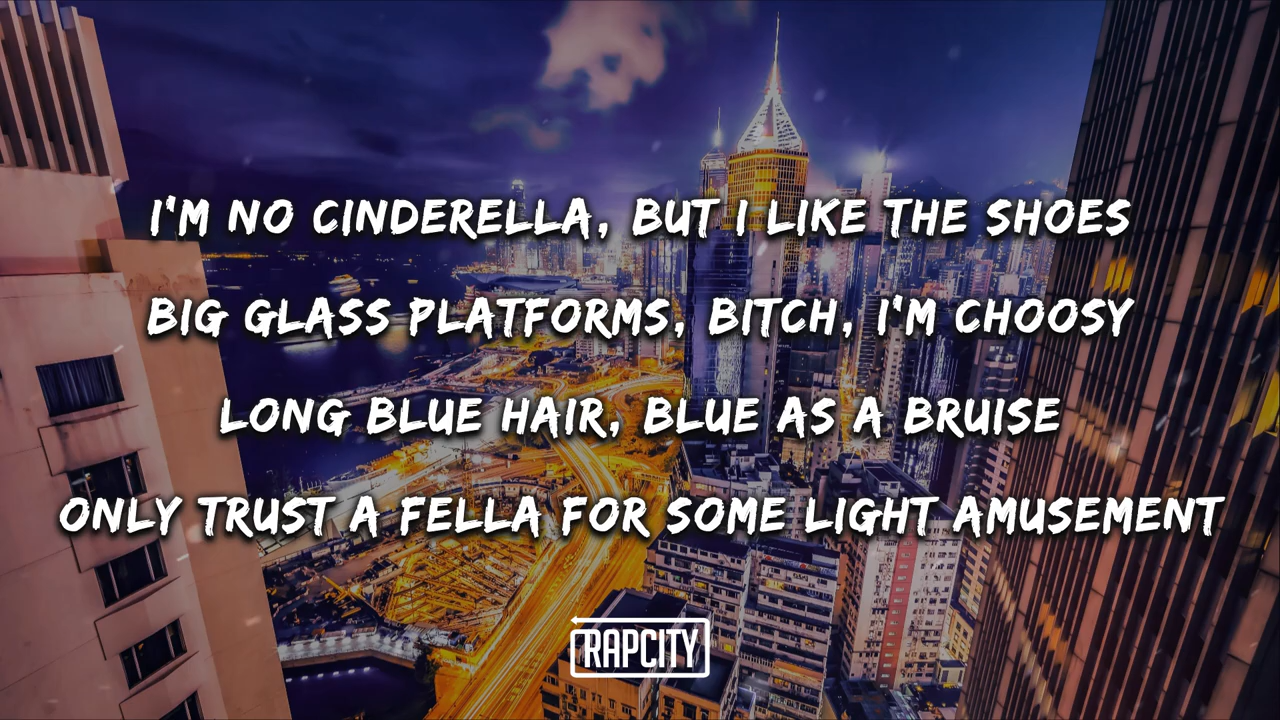 I'M NO CINDERELLA, BUT I LIKE THE SHOES
BIG GLASS PLATFORMS, BITCH, I'M CHOOSY
LONG BLUE HAIR, BLUE AS A BRUISE
ONLY TRUST A FELLA FOR SOME LIGHT AMUSEMENT
RAPCITY